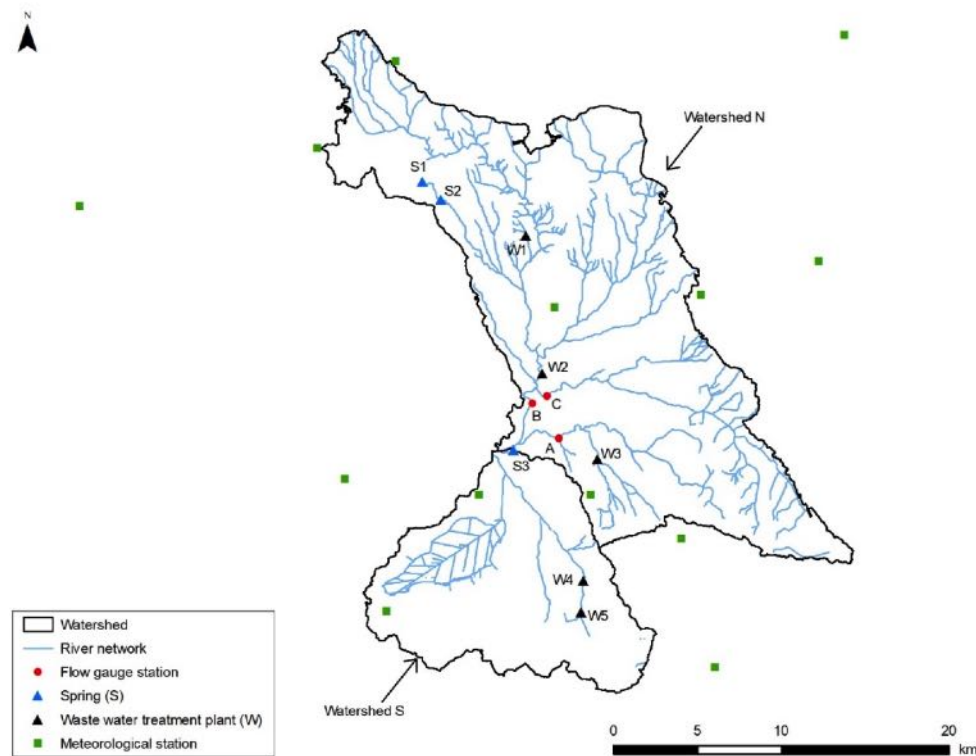 N
Watershed N
S1
S2
W1
W2
C
B
A
W3
S3
W4
W5
Watershed
River network
Flow gauge station
Spring (S)
Waste water treatment plant (W)
Meteorological station
Watershed S
0 5 10 20
km